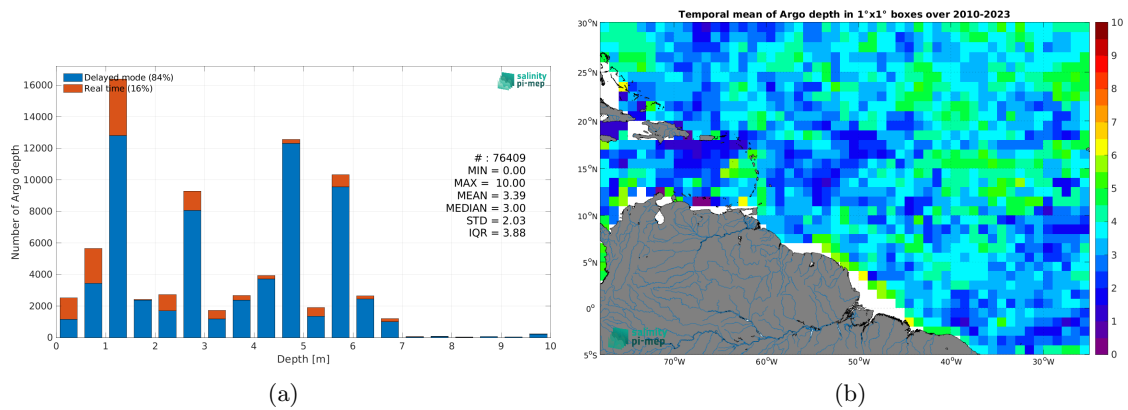 Delayed mode (84%)
Real time (16%)
salinity
pi-mep
16000
14000
12000
10000
8000
6000
4000
2000
0
Number of Argo depth
# : 76409
MIN = 0.00
MAX = 10.00
MEAN = 3.39
MEDIAN = 3.00
STD = 2.03
IQR = 3.88
0 1 2 3 4 5 6 7 8 9 10
Depth [m]
(a)
Temporal mean of Argo depth in 1°x1° boxes over 2010-2023
30°N
25°N
20°N
15°N
10°N
5°N
0°
5°S
70°W 60°W 50°W 40°W 30°W
salinity
pi-mep
10
9
8
7
6
5
4
3
2
1
0
(b)